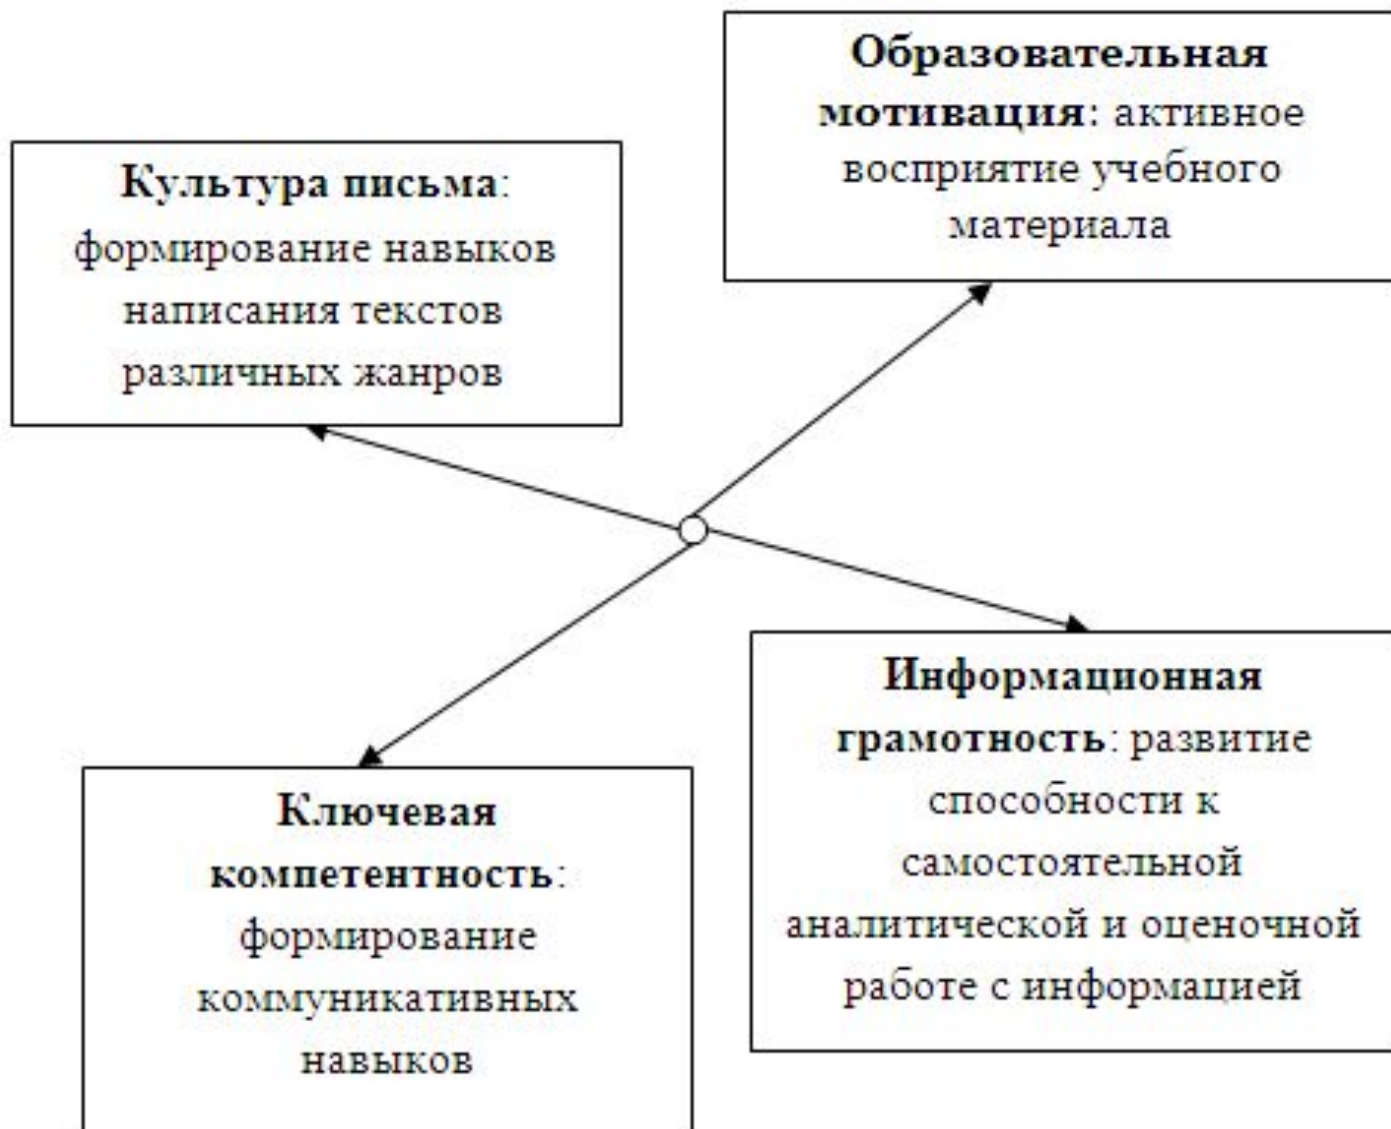 Образовательная
мотивация: активное
восприятие учебного
материала
Культура письма:
формирование навыков
написания текстов
различных жанров
Информационная
грамотность: развитие
способности к
самостоятельной
аналитической и оценочной
работе с информацией
Ключевая
компетентность:
формирование
коммуникативных
навыков